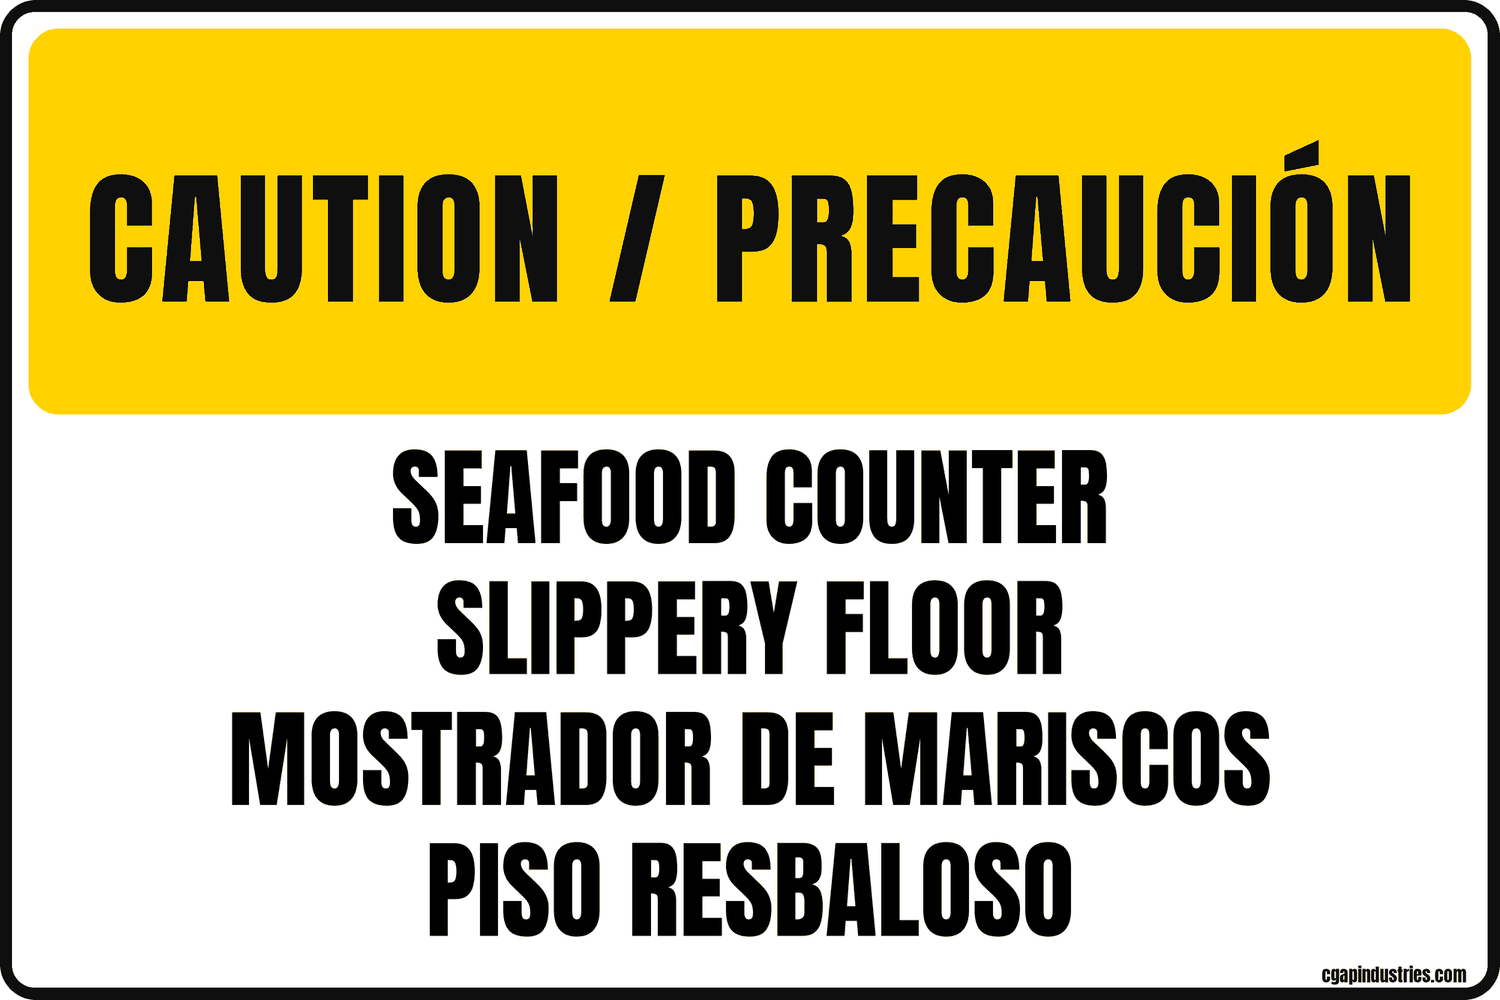 CAUTION / PRECAUCIÓN
SEAFOOD COUNTER
SLIPPERY FLOOR
MOSTRADOR DE MARISCOS
PISO RESBALOSO
cgapindustries.com